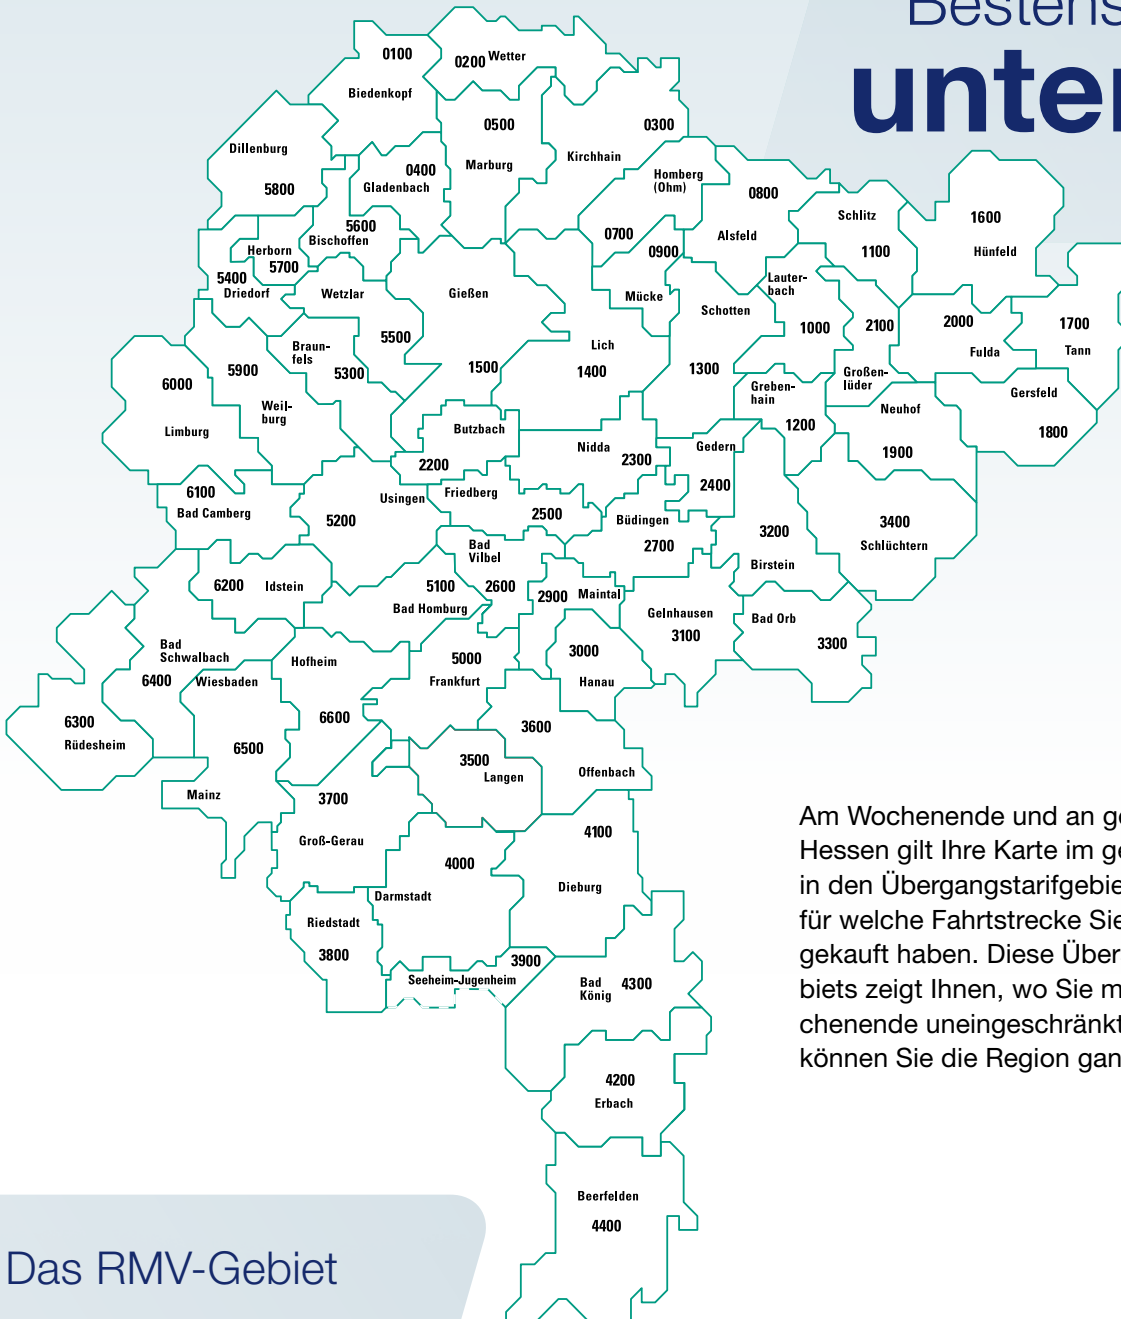 Bestens
unter
0100
Biedenkopf
0200 Wetter
0500
Marburg
0300
Kirchhain
Dillenburg
5800
0400
Gladenbach
Homberg
(Ohm)
0800
Alsfeld
Schlitz
1100
1600
Hünfeld
5600
Bischoffen
Herborn
5700
5400
Driedorf
0700
0900
Mücke
Wetzlar
5500
Gießen
1500
Lich
1400
Schotten
1300
Lauter-
bach
1000
2100
Großen-
lüder
2000
Fulda
1700
Tann
Braun-
fels
5300
5900
Weil-
burg
6000
Limburg
Greben-
hain
1200
Neuhof
1900
Gersfeld
1800
Butzbach
2200
Nidda
2300
Gedern
2400
6100
Bad Camberg
Usingen
5200
Friedberg
2500
Büdingen
2700
3200
Birstein
3400
Schlüchtern
6200 Idstein
Bad
Vilbel
2600
5100
Bad Homburg
2900 Maintal
Gelnhausen
3100
Bad Orb
3300
Bad
Schwalbach
6400
Wiesbaden
6500
Mainz
Hofheim
6600
5000
Frankfurt
3000
Hanau
6300
Rüdesheim
3600
Offenbach
3500
Langen
3700
Groß-Gerau
4100
Dieburg
4000
Darmstadt
Riedstadt
3800
3900
Seeheim-Jugenheim
Bad
König 4300
4200
Erbach
Beerfelden
4400
Am Wochenende und an ge
Hessen gilt Ihre Karte im ge
in den Übergangstarifgebie
für welche Fahrtstrecke Sie
gekauft haben. Diese Über
biets zeigt Ihnen, wo Sie m
chenende uneingeschränkt
können Sie die Region gan
Das RMV-Gebiet